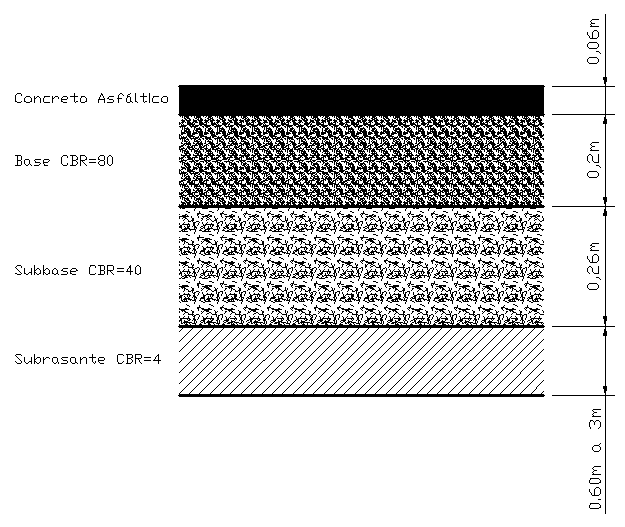 0,06m
Concreto Asfáltico
Base CBR=80
0,2m
Subbase CBR=40
0,26m
Subrasante CBR=4
0,60m a 3m